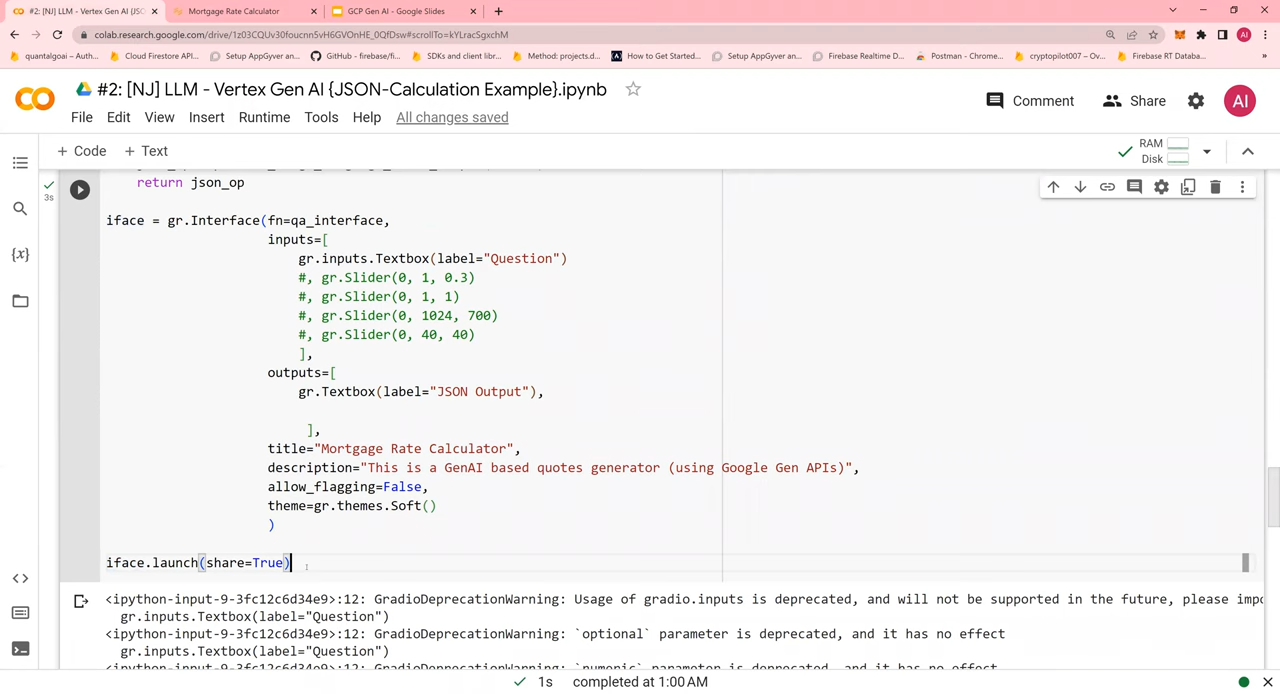 #2: [NJ] LLM - Vertex Gen AI {JS
Mortgage Rate Calculator
GCP Gen AI - Google Slides
colab.research.google.com/drive/1z03CQUv30foucnn5vH6GVOnHE_0QfDsw#scrollTo=kYLracSgxchM
AI
quantalgoai – Auth...
Cloud Firestore API...
Setup AppGyver an...
GitHub - firebase/fi...
SDKs and client libr...
Method: projects.d...
How to Get Started...
Setup AppGyver an...
Firebase Realtime D...
Postman - Chrome...
cryptopilot007 – Ov...
Firebase RT Databa...
»
CO
#2: [NJ] LLM - Vertex Gen AI {JSON-Calculation Example}.ipynb
Comment
Share
AI
File Edit View Insert Runtime Tools Help All changes saved
+ Code + Text
RAM
Disk
3s
{x}
return json_op
iface = gr.Interface(fn=qa_interface,
inputs=[
gr.inputs.Textbox(label="Question")
#, gr.Slider(0, 1, 0.3)
#, gr.Slider(0, 1, 1)
#, gr.Slider(0, 1024, 700)
#, gr.Slider(0, 40, 40)
],
outputs=[
gr.Textbox(label="JSON Output"),
],
title="Mortgage Rate Calculator",
description="This is a GenAI based quotes generator (using Google Gen APIs)",
allow_flagging=False,
theme=gr.themes.Soft()
)
iface.launch(share=True)
<ipython-input-9-3fc12c6d34e9>:12: GradioDeprecationWarning: Usage of gradio.inputs is deprecated, and will not be supported in the future, please impo
gr.inputs.Textbox(label="Question")
<ipython-input-9-3fc12c6d34e9>:12: GradioDeprecationWarning: `optional` parameter is deprecated, and it has no effect
gr.inputs.Textbox(label="Question")
<ipython-input-9-3fc12c6d34e9>:12: GradioDeprecationWarning: `numeric` parameter is deprecated, and it has no effect
1s completed at 1:00 AM